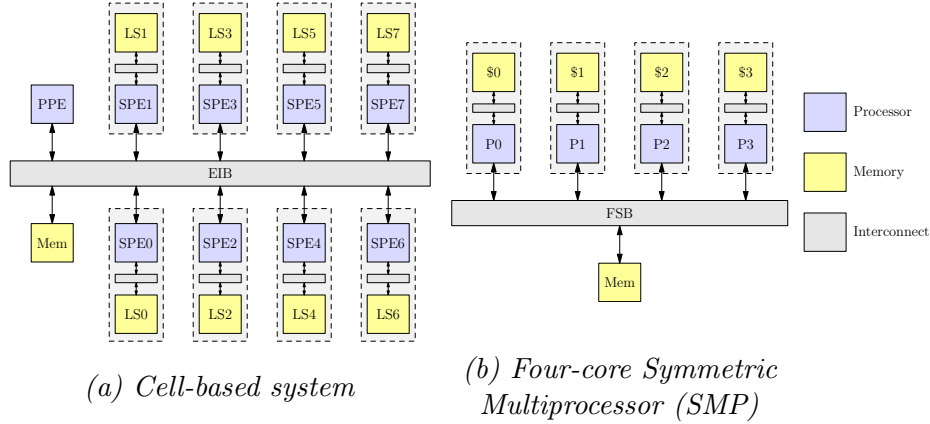 LS1 LS3 LS5 LS7
PPE SPE1 SPE3 SPE5 SPE7
EIB
Mem SPE0 SPE2 SPE4 SPE6
LS0 LS2 LS4 LS6
(a) Cell-based system
$0 $1 $2 $3
P0 P1 P2 P3
FSB
Mem
(b) Four-core Symmetric
Multiprocessor (SMP)
Processor
Memory
Interconnect